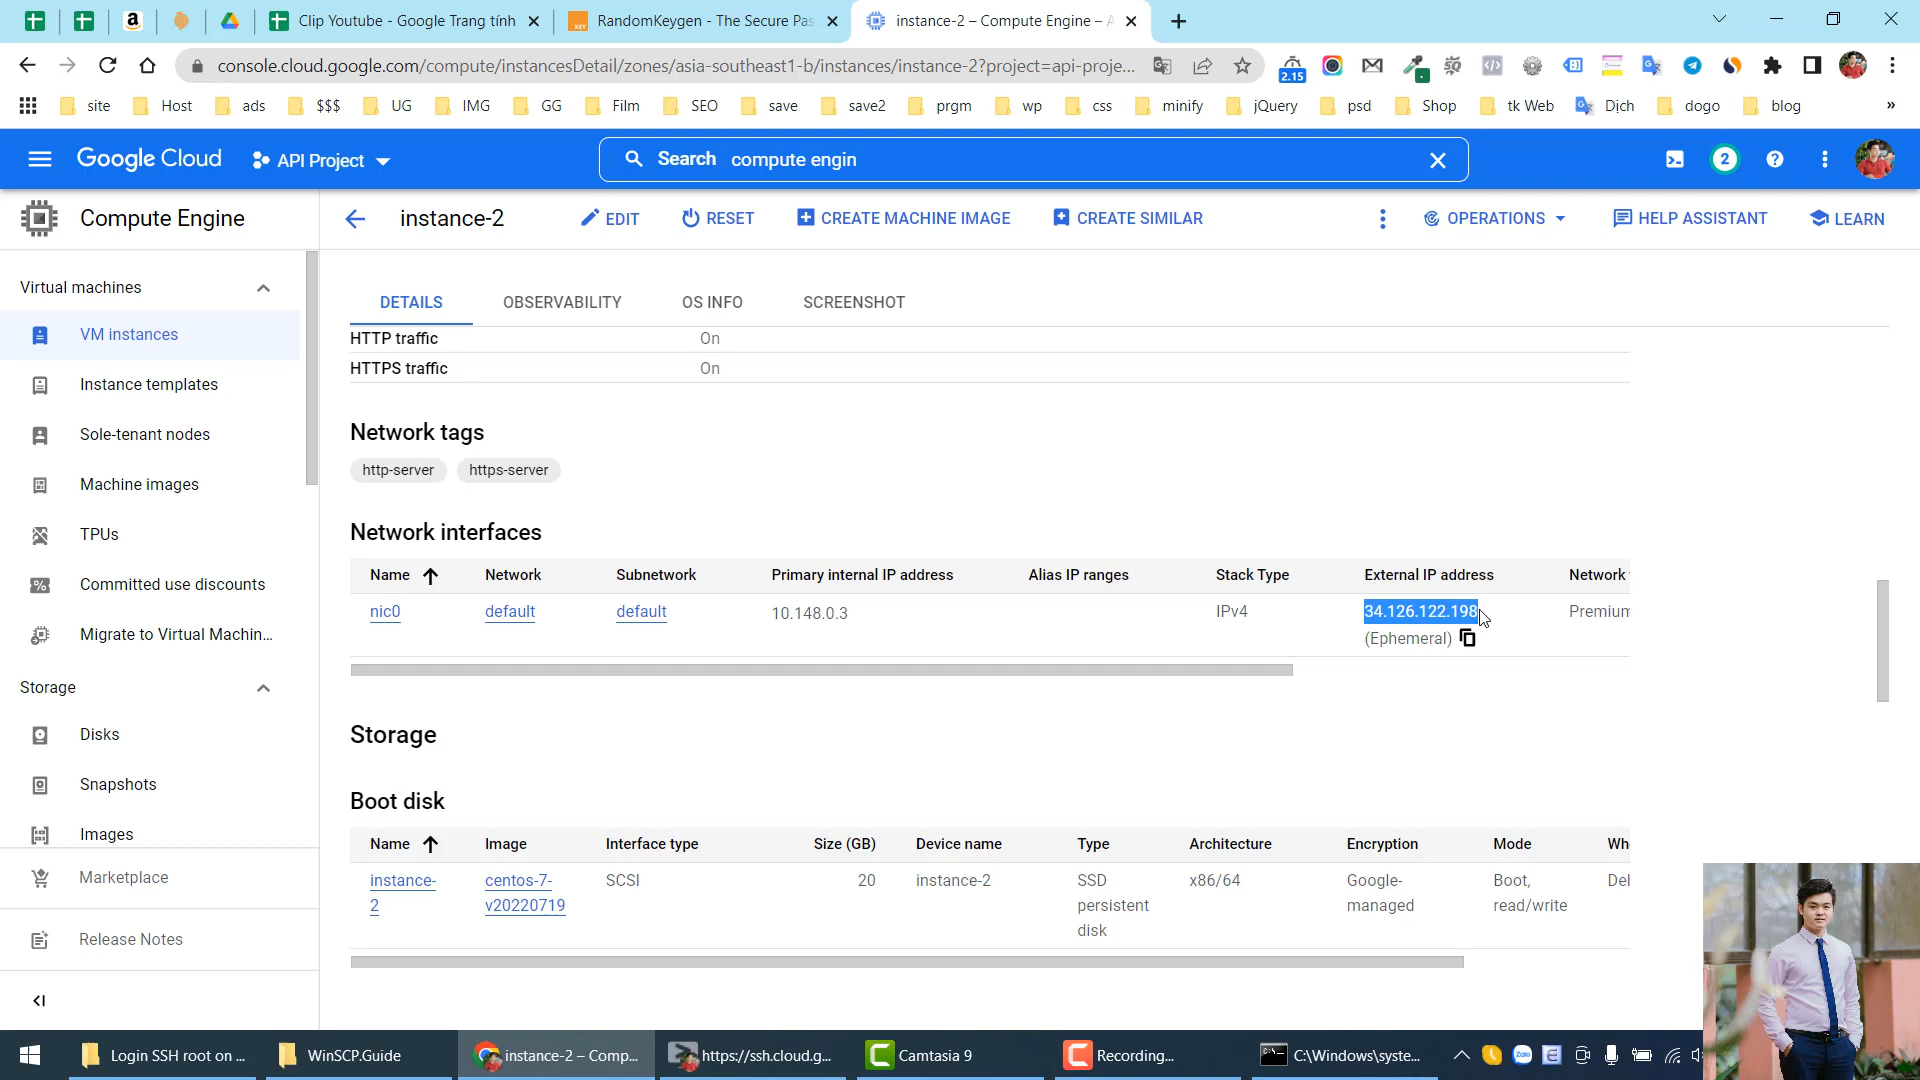 Clip Youtube - Google Trang tính
RandomKeygen - The Secure Pas
instance-2 – Compute Engine – A
console.cloud.google.com/compute/instancesDetail/zones/asia-southeast1-b/instances/instance-2?project=api-proje...
2.15
site
Host
ads
$$$
UG
IMG
GG
Film
SEO
save
save2
prgm
wp
css
minify
jQuery
psd
Shop
tk Web
Dịch
dogo
blog
»
Google Cloud
API Project
Search compute engin
2
Compute Engine
instance-2
EDIT
RESET
CREATE MACHINE IMAGE
CREATE SIMILAR
OPERATIONS
HELP ASSISTANT
LEARN
Virtual machines
VM instances
Instance templates
Sole-tenant nodes
Machine images
TPUs
Committed use discounts
Migrate to Virtual Machin...
Storage
Disks
Snapshots
Images
Marketplace
Release Notes
DETAILS
OBSERVABILITY
OS INFO
SCREENSHOT
HTTP traffic On
HTTPS traffic On
Network tags
http-server https-server
Network interfaces
Name Network Subnetwork Primary internal IP address Alias IP ranges Stack Type External IP address Network
nic0 default default 10.148.0.3 IPv4 34.126.122.198 Premium
(Ephemeral)
Storage
Boot disk
Name Image Interface type Size (GB) Device name Type Architecture Encryption Mode Wh
instance- centos-7- SCSI 20 instance-2 SSD x86/64 Google- Boot, Del
2 v20220719 persistent managed read/write
disk
Login SSH root on ...
WinSCP.Guide
instance-2 – Comp...
https://ssh.cloud.g...
Camtasia 9
Recording...
C:\Windows\syste...
Zalo